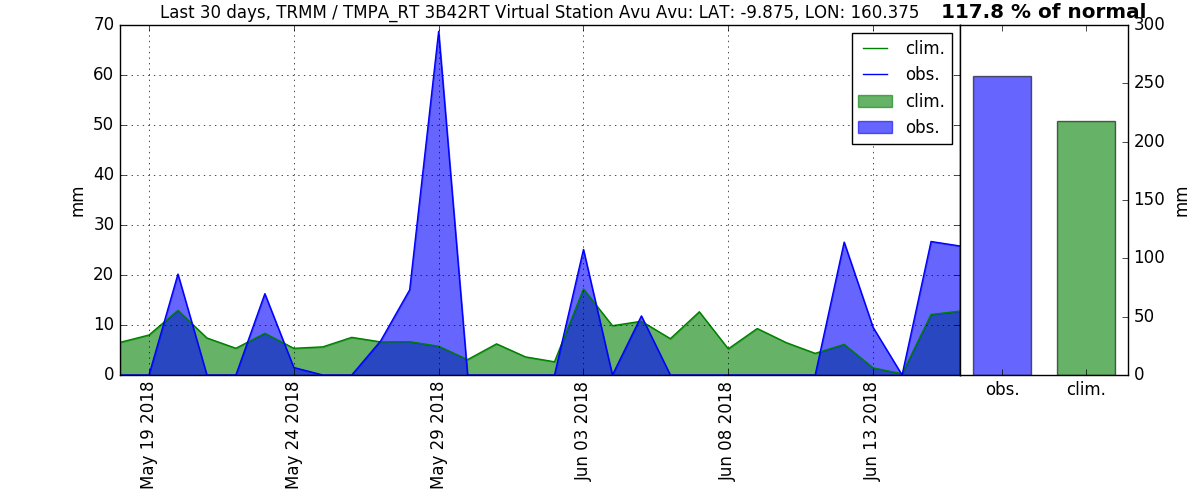 Last 30 days, TRMM / TMPA_RT 3B42RT Virtual Station Avu Avu: LAT: -9.875, LON: 160.375
117.8 % of normal
70
60
50
40
30
20
10
0
mm
clim.
obs.
clim.
obs.
May 19 2018
May 24 2018
May 29 2018
Jun 03 2018
Jun 08 2018
Jun 13 2018
300
250
200
150
100
50
0
mm
obs.
clim.